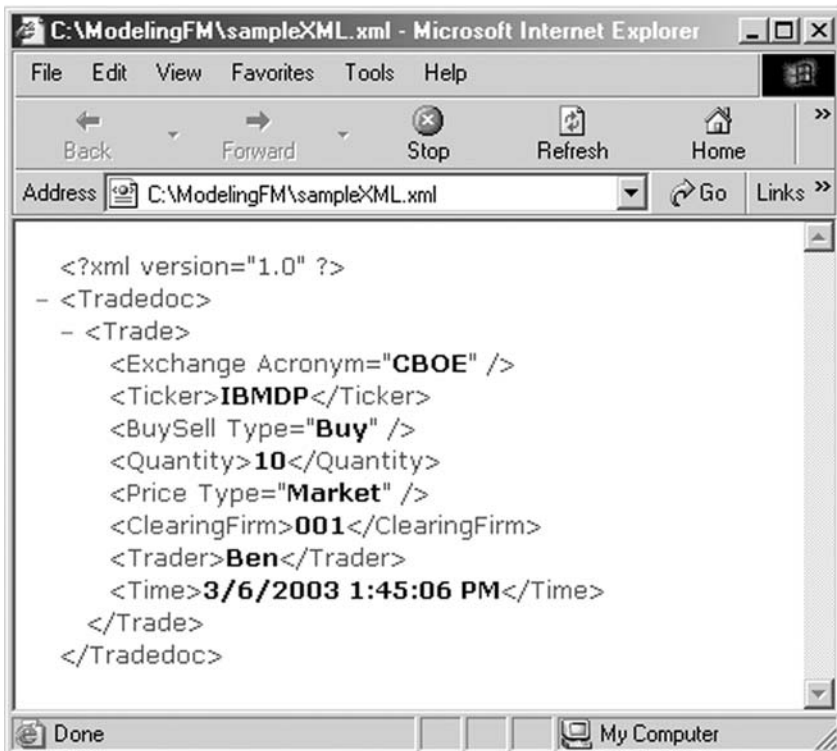 C:\ModelingFM\sampleXML.xml - Microsoft Internet Explorer
File Edit View Favorites Tools Help
Back Forward Stop Refresh Home »
Address C:\ModelingFM\sampleXML.xml Go Links »
<?xml version="1.0" ?>
– <Tradedoc>
– <Trade>
<Exchange Acronym="CBOE" />
<Ticker>IBMDP</Ticker>
<BuySell Type="Buy" />
<Quantity>10</Quantity>
<Price Type="Market" />
<ClearingFirm>001</ClearingFirm>
<Trader>Ben</Trader>
<Time>3/6/2003 1:45:06 PM</Time>
</Trade>
</Tradedoc>
Done My Computer